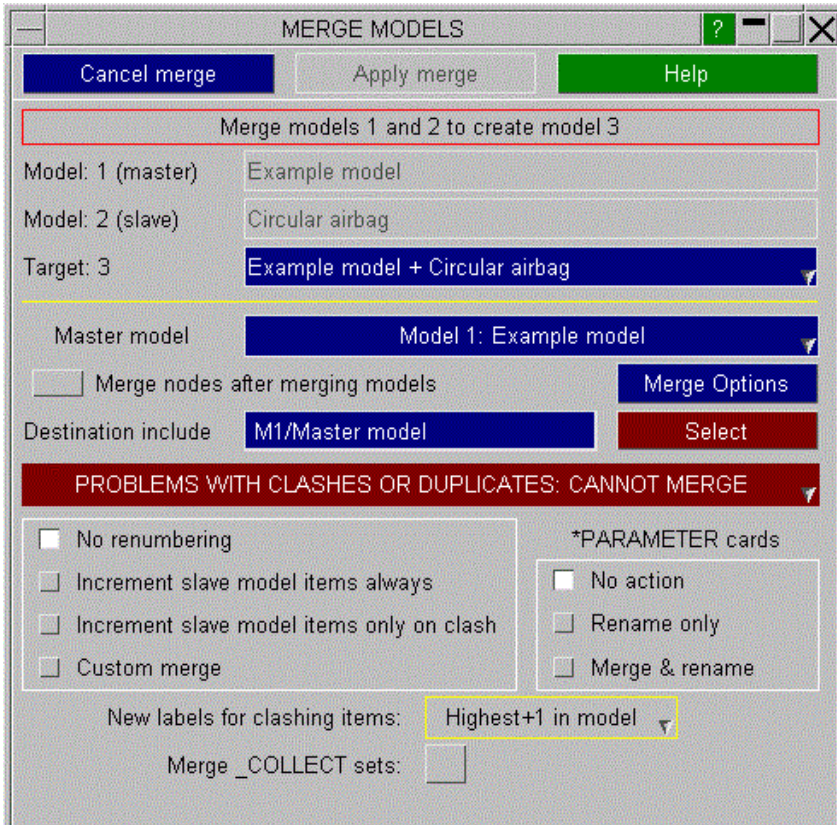 MERGE MODELS ?
Cancel merge Apply merge Help
Merge models 1 and 2 to create model 3
Model: 1 (master) Example model
Model: 2 (slave) Circular airbag
Target: 3 Example model + Circular airbag
Master model Model 1: Example model
Merge nodes after merging models Merge Options
Destination include M1/Master model Select
PROBLEMS WITH CLASHES OR DUPLICATES: CANNOT MERGE
No renumbering *PARAMETER cards
Increment slave model items always No action
Increment slave model items only on clash Rename only
Custom merge Merge & rename
New labels for clashing items: Highest+1 in model
Merge _COLLECT sets: